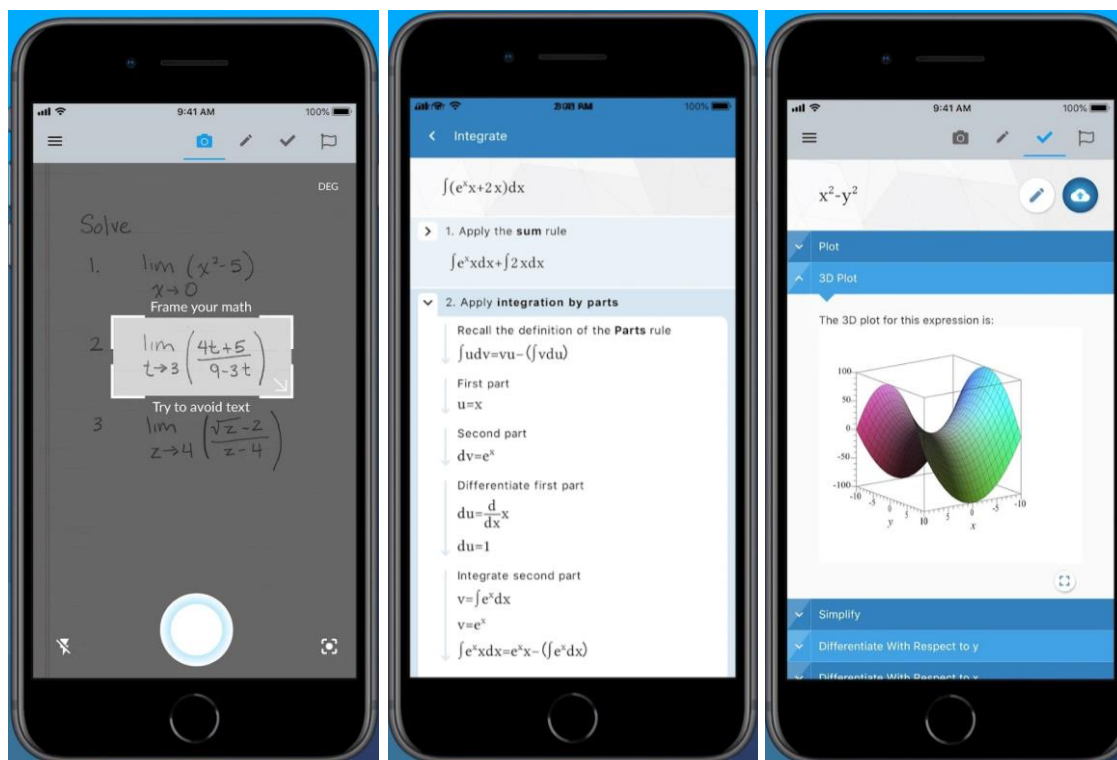 9:41 AM 100%
DEG
Solve
1. lim (x²-5)
x→0
Frame your math
2 lim (4t+5
t→3 9-3t)
Try to avoid text
3 lim (√z-2
z→4 z-4)
100%
Integrate
∫(eˣx+2x)dx
1. Apply the sum rule
∫eˣxdx+∫2xdx
2. Apply integration by parts
Recall the definition of the Parts rule
∫udv=vu-(∫vdu)
First part
u=x
Second part
dv=eˣ
Differentiate first part
du=d/dx x
du=1
Integrate second part
v=∫eˣdx
v=eˣ
∫eˣxdx=eˣx-(∫eˣdx)
9:41 AM 100%
x²-y²
Plot
3D Plot
The 3D plot for this expression is:
100
50
0
-50
-100
-10 -5 0 5 10 5 0 -5 -10
y x
Simplify
Differentiate With Respect to y
Differentiate With Respect to x